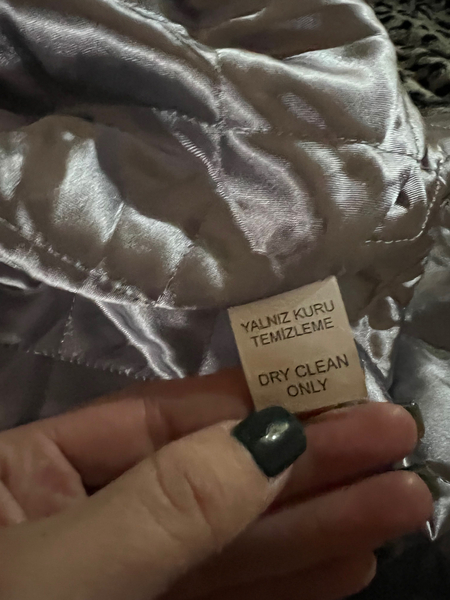 YALNIZ KURU
TEMİZLEME
DRY CLEAN
ONLY